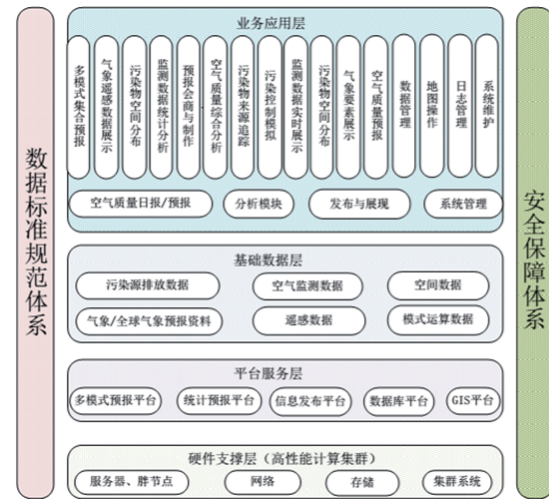 业务应用层
多模式集合预报
气象遥感数据展示
污染物空间分布
监测数据统计分析
预报会商与制作
空气质量综合分析
污染物来源追踪
污染控制模拟
监测数据实时展示
污染物空间分布
气象要素展示
空气质量预报
数据管理
地图操作
日志管理
系统维护
空气质量日报/预报
分析模块
发布与展现
系统管理
数据标准规范体系
安全保障体系
基础数据层
污染源排放数据
空气监测数据
空间数据
气象/全球气象预报资料
遥感数据
模式运算数据
平台服务层
多模式预报平台
统计预报平台
信息发布平台
数据库平台
GIS平台
硬件支撑层（高性能计算集群）
服务器、胖节点
网络
存储
集群系统